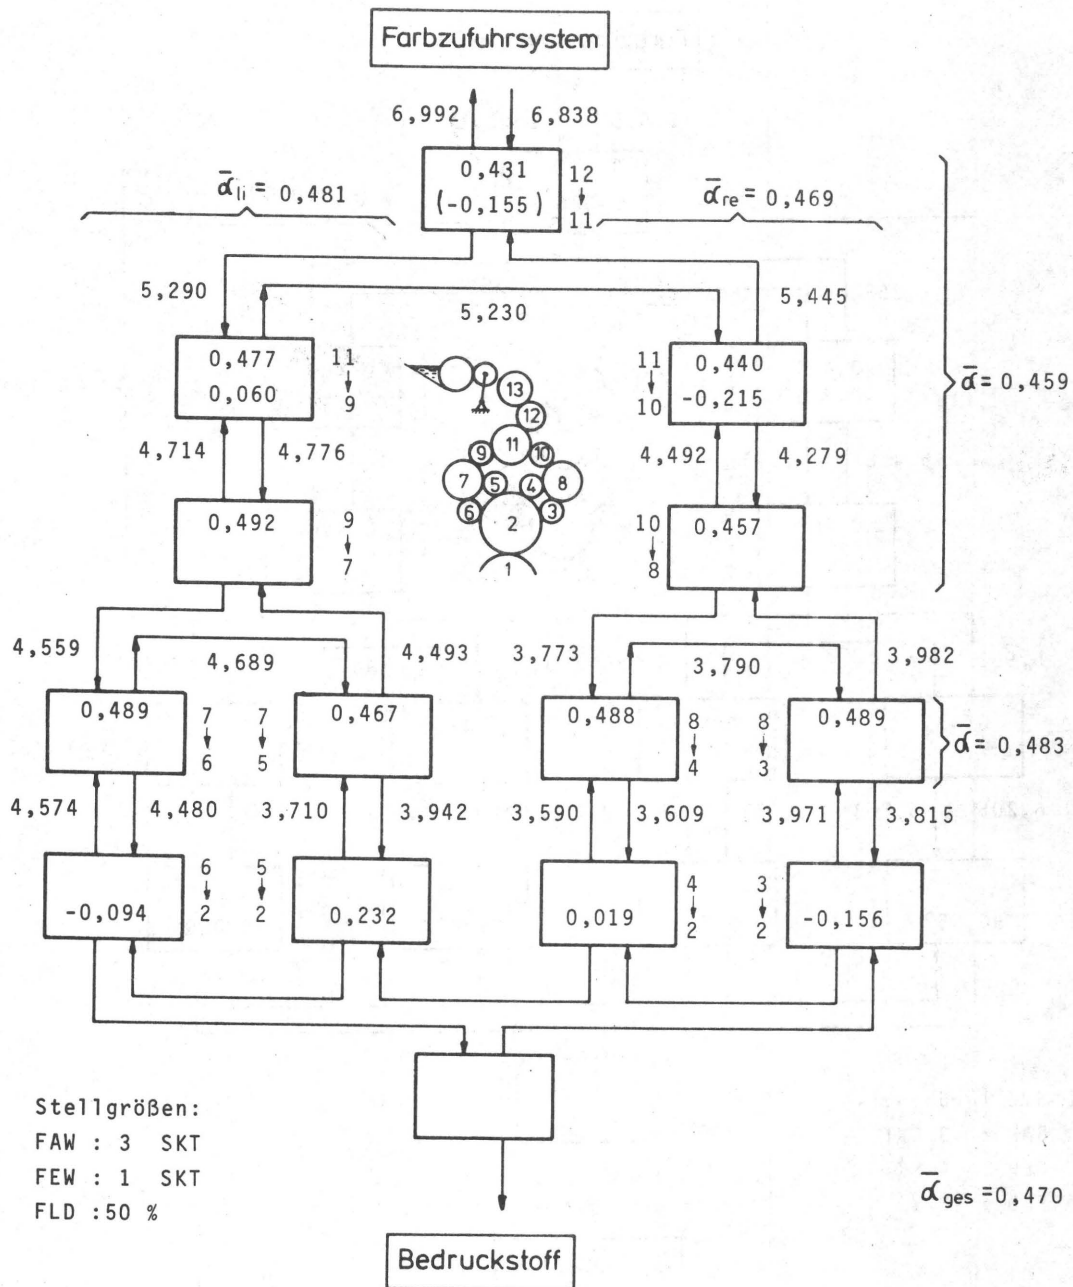 Farbzufuhrsystem
6,992 6,838
0,431
(-0,155)
12
11
ᾱli = 0,481
ᾱre = 0,469
5,290 5,230 5,445
0,477
0,060
11
9
11
10
0,440
-0,215
ᾱ = 0,459
13
12
11
9 10
7 5 4 8
6 2 3
1
4,714 4,776 4,492 4,279
0,492
9
7
10
8
0,457
4,559 4,689 4,493 3,773 3,790 3,982
0,489
7 7
6 5
0,467
0,488
8 8
4 3
0,489
ᾱ = 0,483
4,574 4,480 3,710 3,942 3,590 3,609 3,971 3,815
-0,094
6 5
2 2
0,232
0,019
4 3
2 2
-0,156
Stellgrößen:
FAW : 3 SKT
FEW : 1 SKT
FLD :50 %
ᾱges =0,470
Bedruckstoff